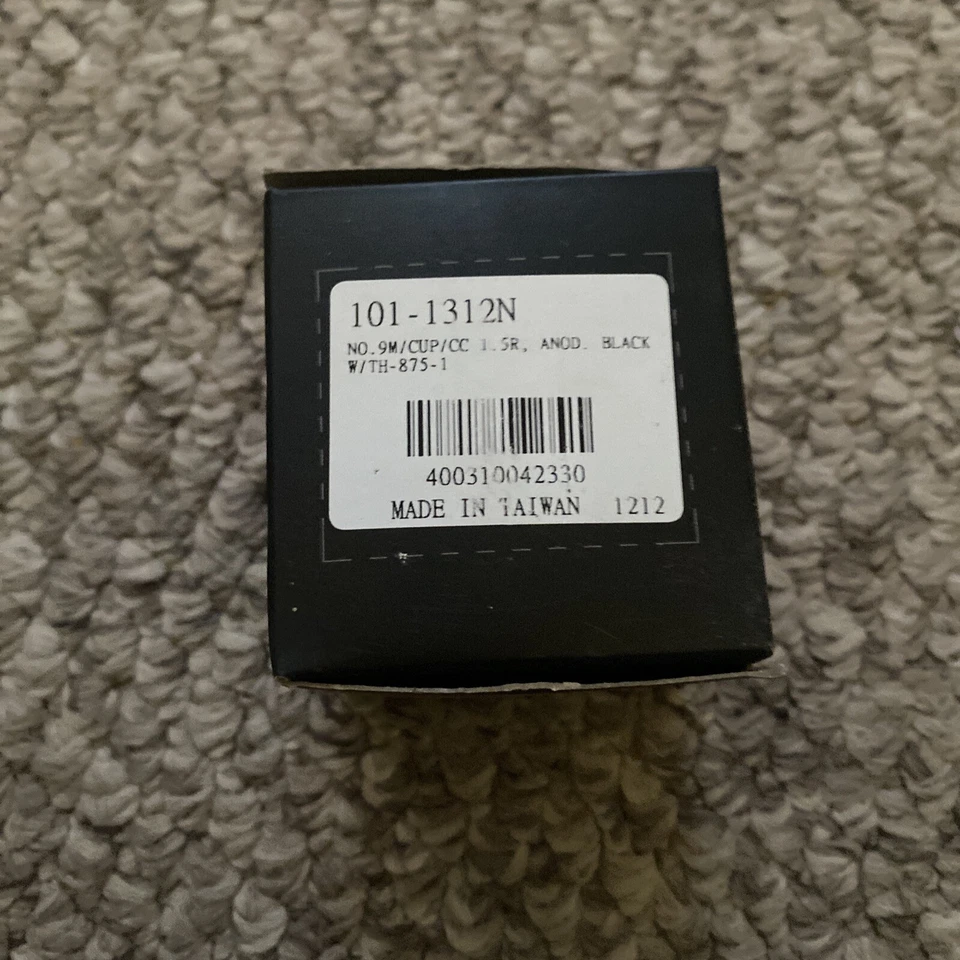 101-1312N
NO.9M/CUP/CC 1.5R, ANOD. BLACK
W/TH-875-1
400310042330
MADE IN TAIWAN 1212